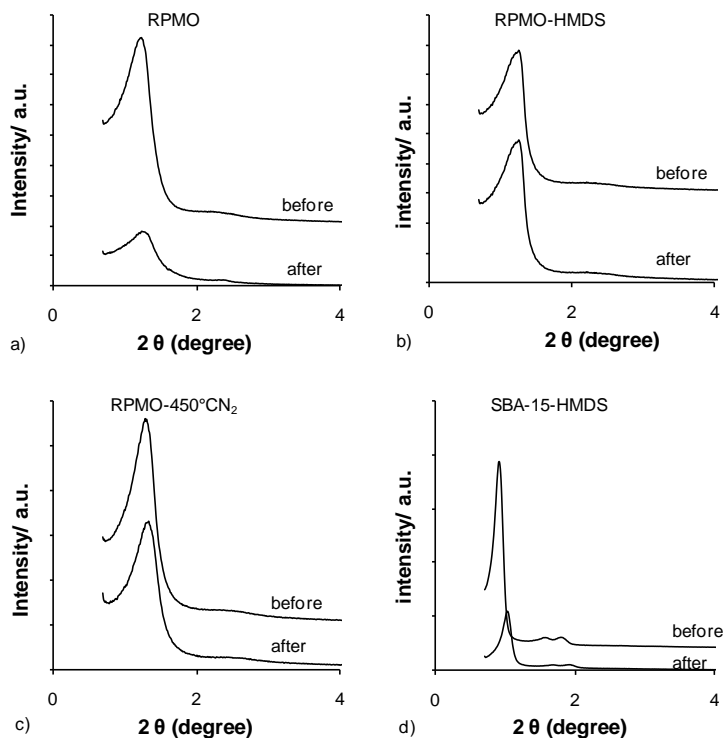 RPMO
Intensity/ a.u.
before
after
0 2 4
2 θ (degree)
a)
RPMO-HMDS
intensity/ a.u.
before
after
0 2 4
2 θ (degree)
b)
RPMO-450°CN₂
Intensity/ a.u.
before
after
0 2 4
2 θ (degree)
c)
SBA-15-HMDS
intensity/ a.u.
before
after
0 2 4
2 θ (degree)
d)